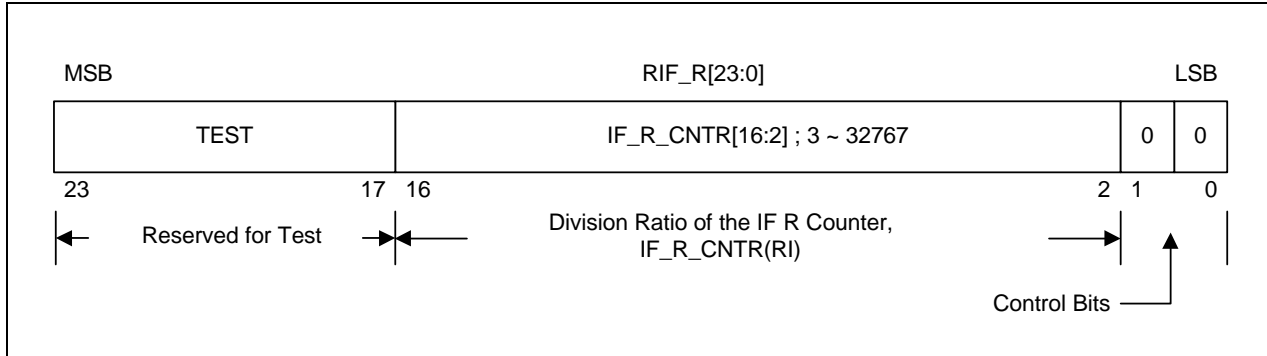 MSB RIF_R[23:0] LSB
TEST IF_R_CNTR[16:2] ; 3 ~ 32767 0 0
23 17 16 2 1 0
Reserved for Test Division Ratio of the IF R Counter,
IF_R_CNTR(RI)
Control Bits